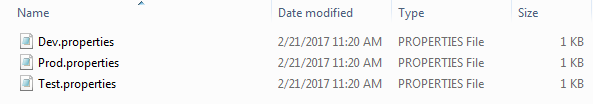 Name Date modified Type Size
Dev.properties 2/21/2017 11:20 AM PROPERTIES File 1 KB
Prod.properties 2/21/2017 11:20 AM PROPERTIES File 1 KB
Test.properties 2/21/2017 11:20 AM PROPERTIES File 1 KB